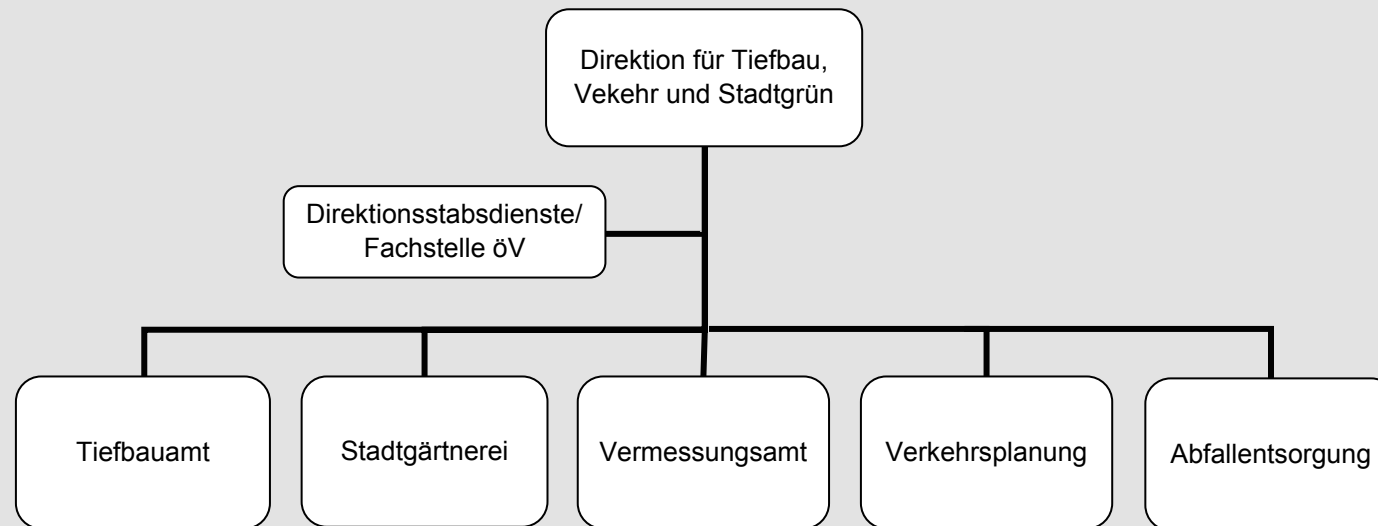 Direktion für Tiefbau,
Vekehr und Stadtgrün
Direktionsstabsdienste/
Fachstelle öV
Tiefbauamt
Stadtgärtnerei
Vermessungsamt
Verkehrsplanung
Abfallentsorgung